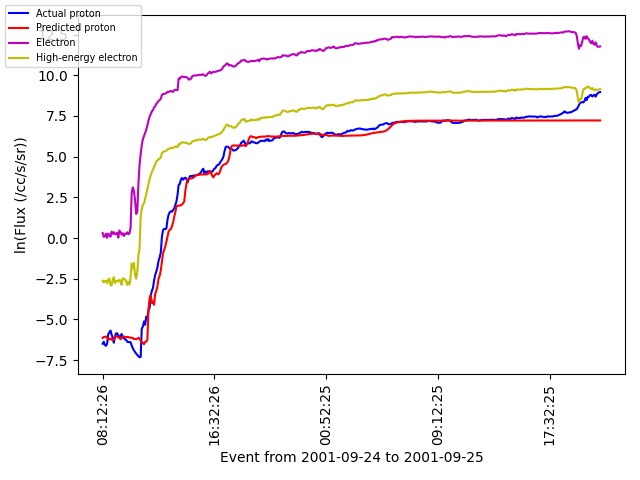 Actual proton
Predicted proton
Electron
High-energy electron
12.5
10.0
7.5
5.0
2.5
0.0
−2.5
−5.0
−7.5
ln(Flux (/cc/s/sr))
08:12:26
16:32:26
00:52:25
09:12:25
17:32:25
Event from 2001-09-24 to 2001-09-25